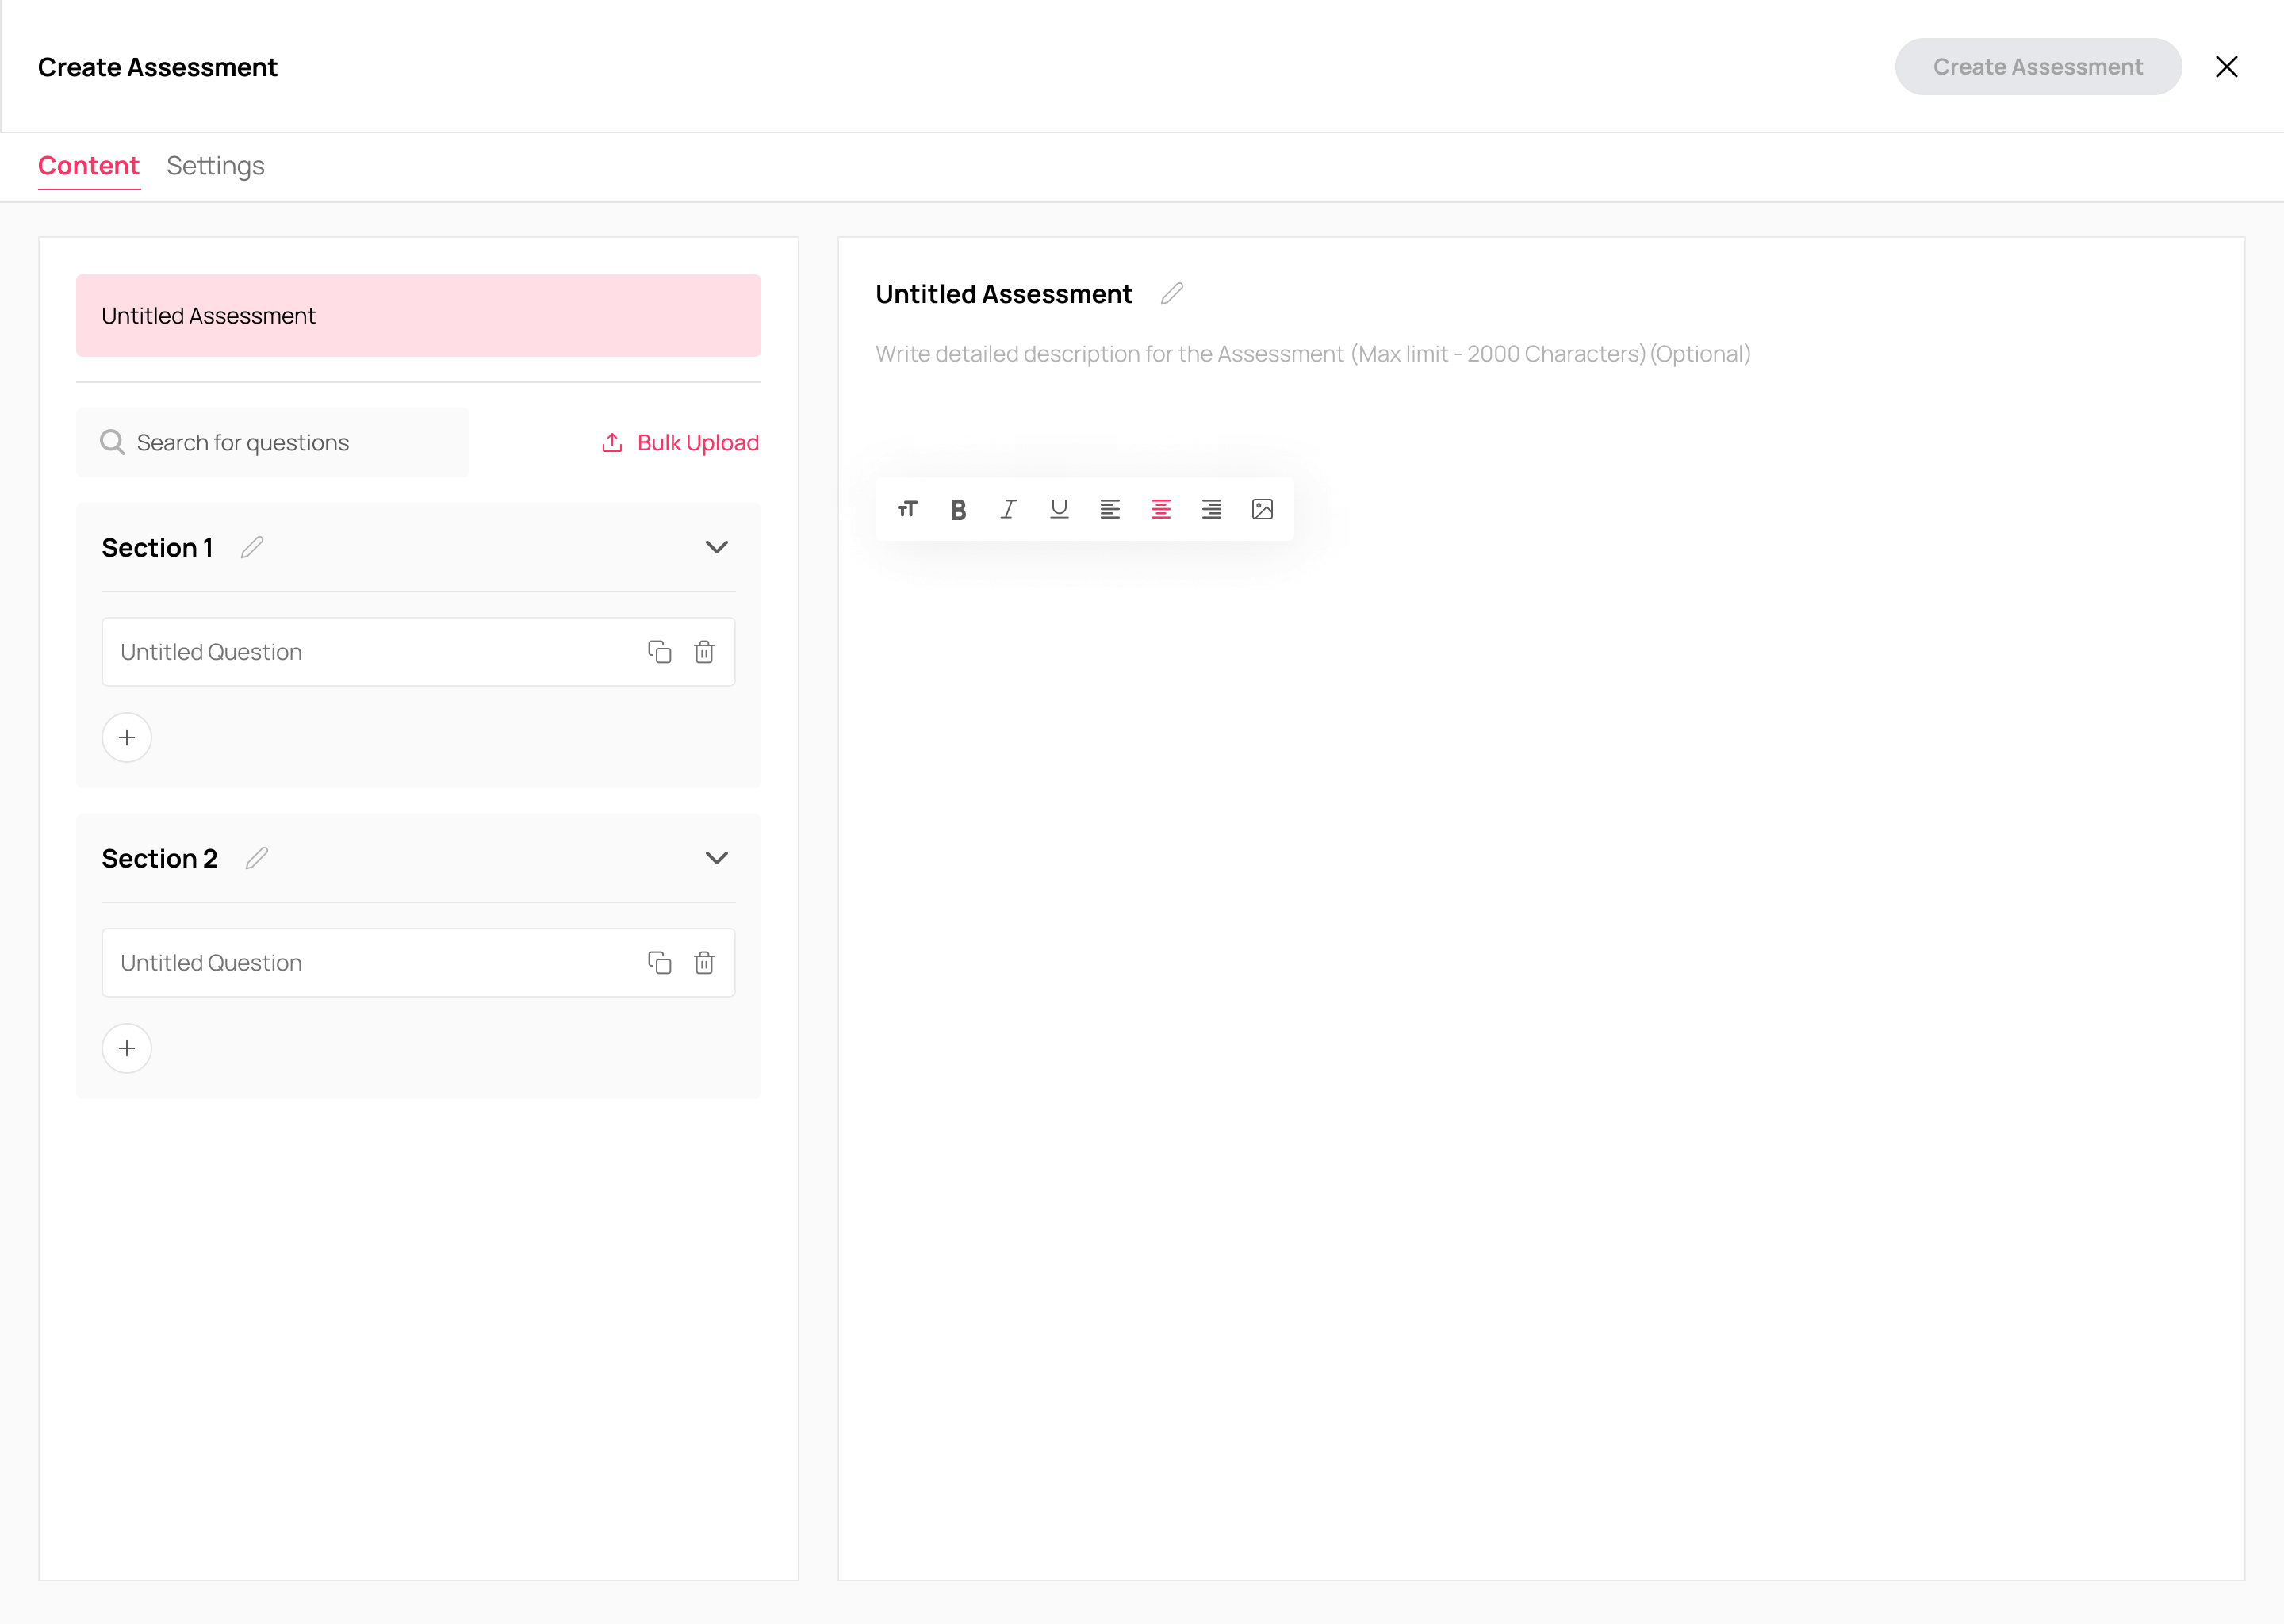 Create Assessment
Create Assessment
Content
Settings
Untitled Assessment
Search for questions
Bulk Upload
Section 1
Untitled Question
Section 2
Untitled Question
Untitled Assessment
Write detailed description for the Assessment (Max limit - 2000 Characters)(Optional)